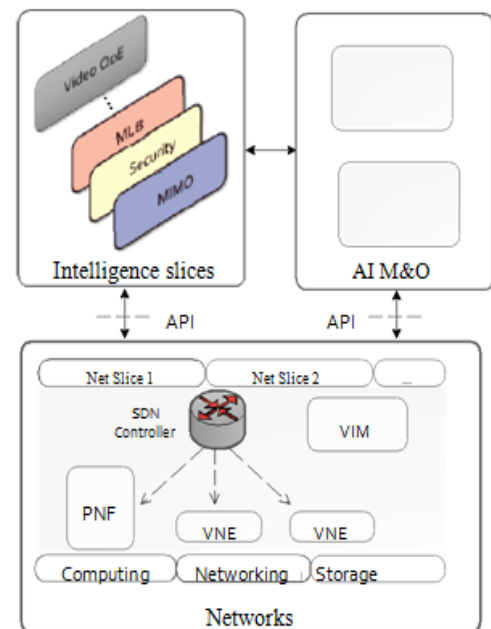 Video QoE
MLB
Security
MIMO
Intelligence slices
AI M&O
API
API
Net Slice 1
Net Slice 2
...
SDN
Controller
VIM
PNF
VNE
VNE
Computing
Networking
Storage
Networks